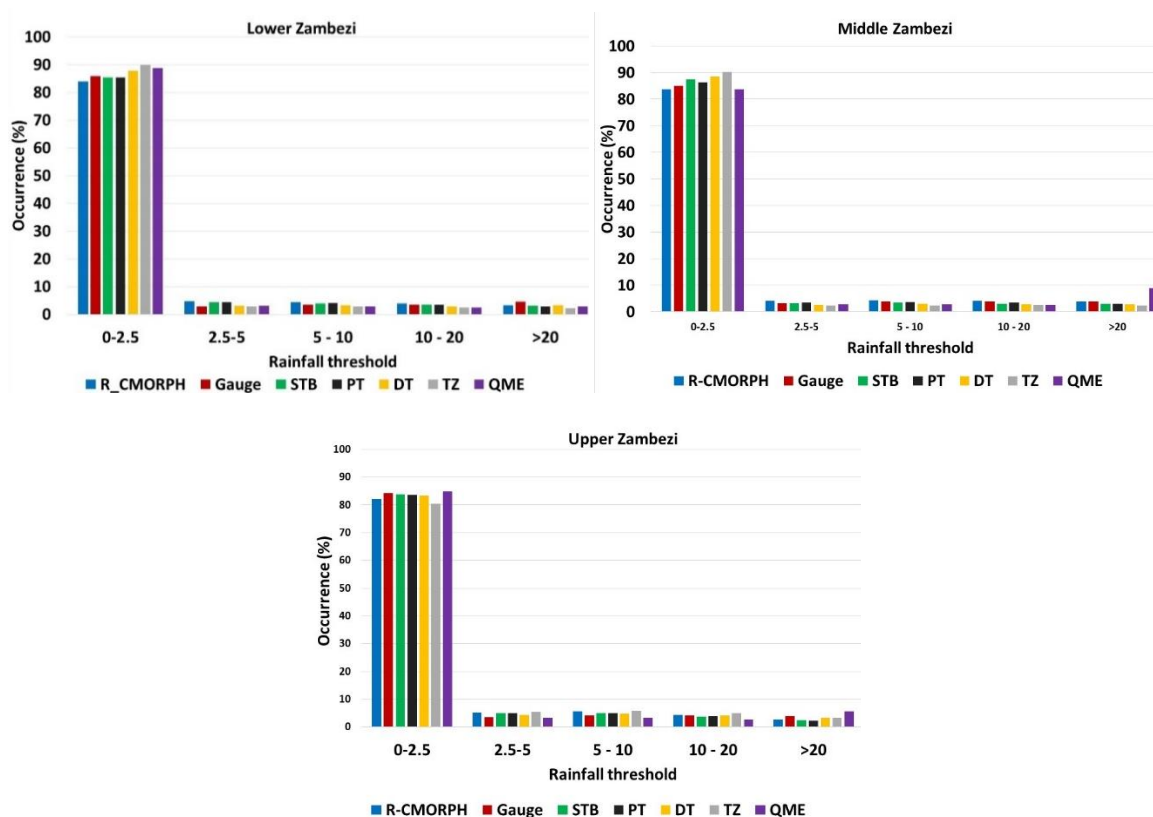 Lower Zambezi
100
90
80
70
60
50
40
30
20
10
0
Occurrence (%)
0-2.5 2.5-5 5 - 10 10 - 20 >20
Rainfall threshold
R_CMORPH Gauge STB PT DT TZ QME
Middle Zambezi
100
90
80
70
60
50
40
30
20
10
0
Occurrence (%)
0-2.5 2.5-5 5 - 10 10 - 20 >20
Rainfall threshold
R-CMORPH Gauge STB PT DT TZ QME
Upper Zambezi
100
90
80
70
60
50
40
30
20
10
0
Occurrence (%)
0-2.5 2.5-5 5 - 10 10 - 20 >20
Rainfall threshold
R-CMORPH Gauge STB PT DT TZ QME